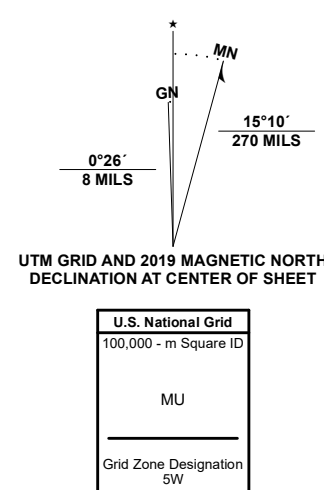 ★
MN
GN
15°10´
270 MILS
0°26´
8 MILS
UTM GRID AND 2019 MAGNETIC NORTH
DECLINATION AT CENTER OF SHEET
U.S. National Grid
100,000 - m Square ID
MU
Grid Zone Designation
5W